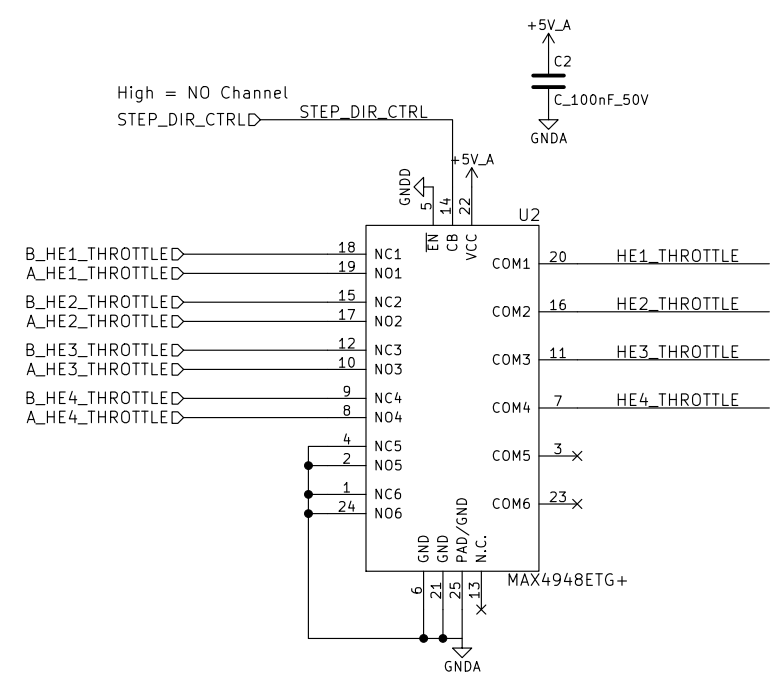 +5V_A
C2
C_100nF_50V
GNDA
High = NO Channel
STEP_DIR_CTRL
STEP_DIR_CTRL
+5V_A
GNDD
5
14
22
U2
EN
CB
VCC
B_HE1_THROTTLE 18 NC1
A_HE1_THROTTLE 19 NO1
COM1 20 HE1_THROTTLE
B_HE2_THROTTLE 15 NC2
A_HE2_THROTTLE 17 NO2
COM2 16 HE2_THROTTLE
B_HE3_THROTTLE 12 NC3
A_HE3_THROTTLE 10 NO3
COM3 11 HE3_THROTTLE
B_HE4_THROTTLE 9 NC4
A_HE4_THROTTLE 8 NO4
COM4 7 HE4_THROTTLE
4 NC5
2 NO5
COM5 3
1 NC6
24 NO6
COM6 23
GND
GND
PAD/GND
N.C.
6
21
25
13
MAX4948ETG+
GNDA